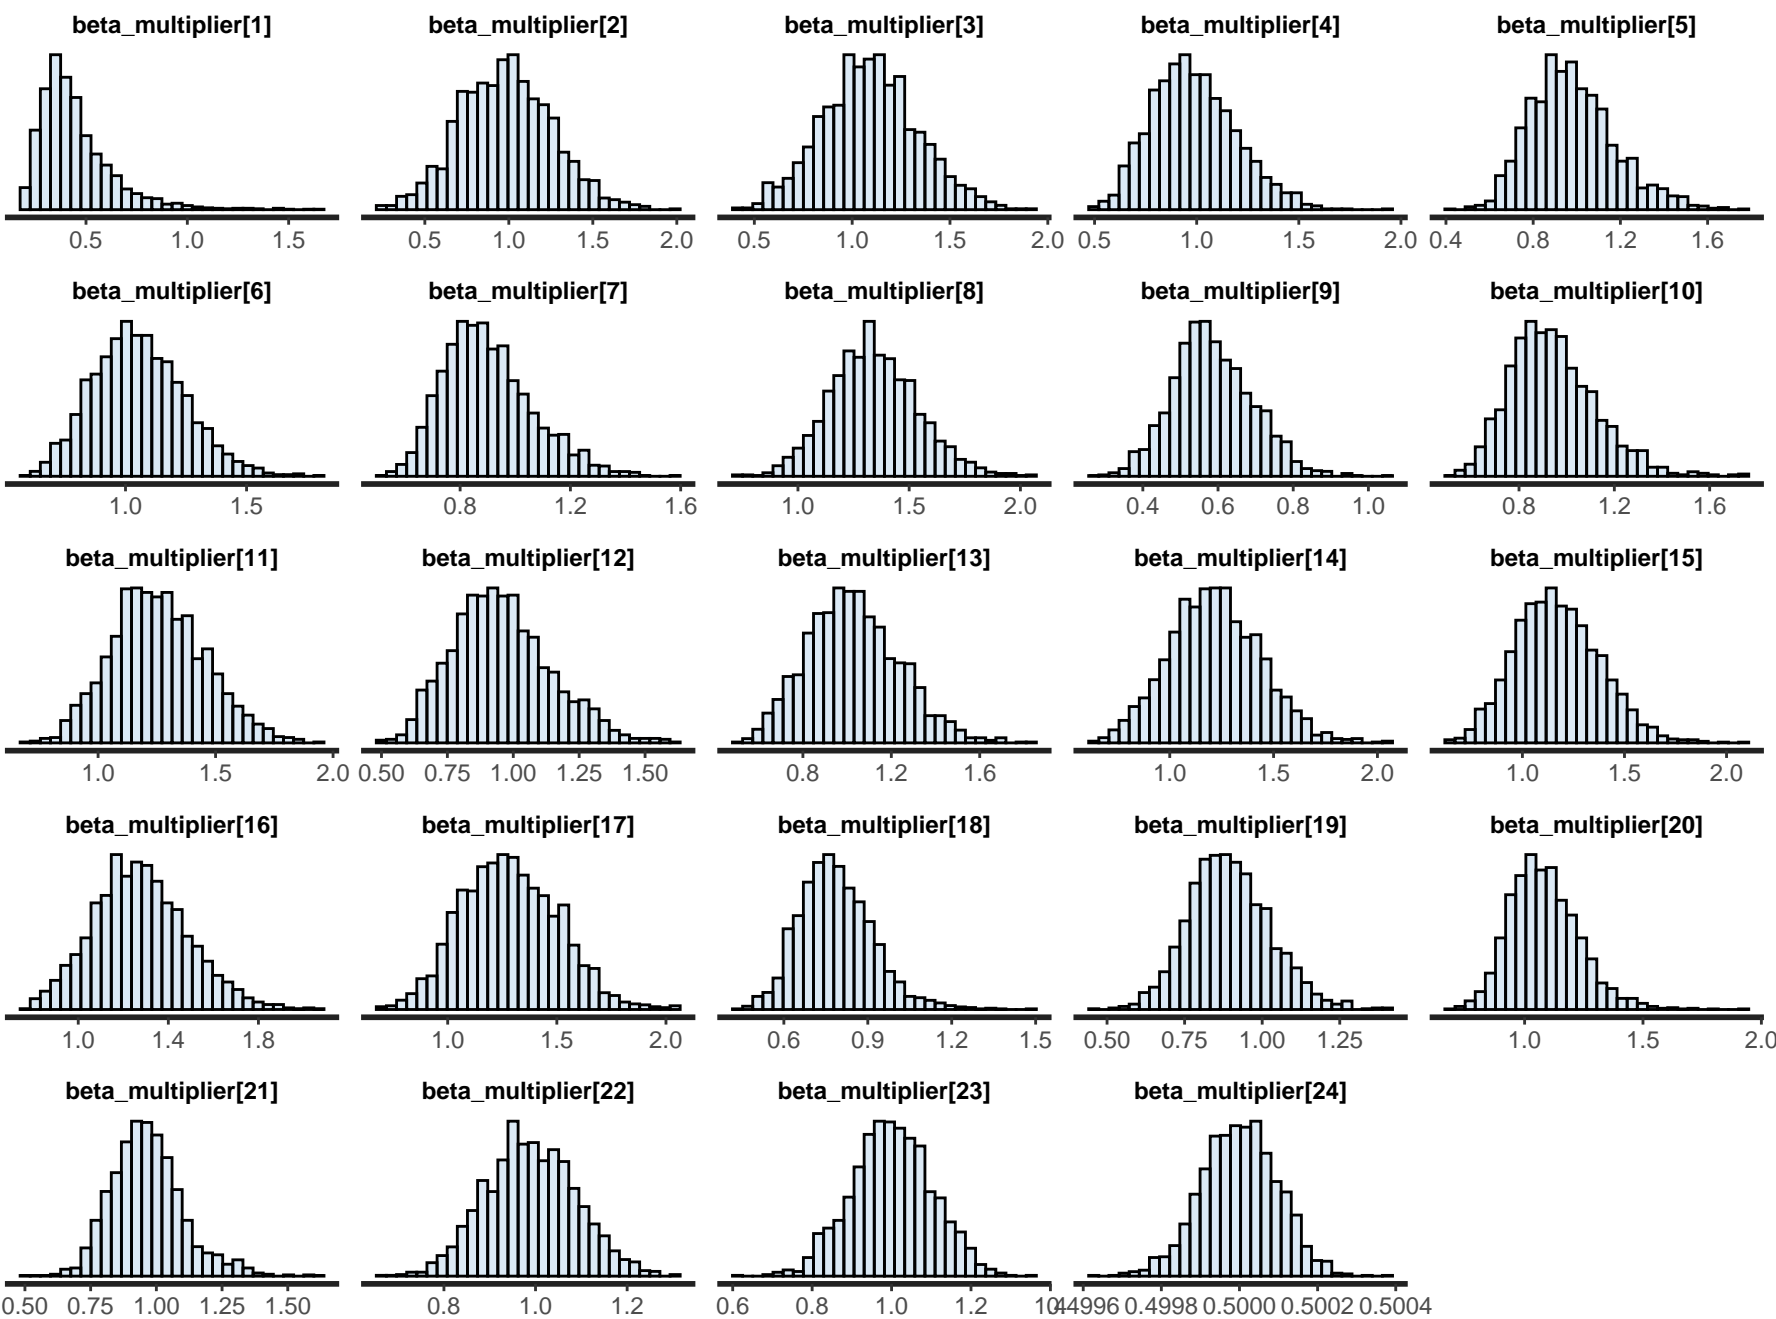 beta_multiplier[1] beta_multiplier[2] beta_multiplier[3] beta_multiplier[4] beta_multiplier[5]
0.5 1.0 1.5 0.5 1.0 1.5 2.0 0.5 1.0 1.5 2.0 0.5 1.0 1.5 2.0 0.4 0.8 1.2 1.6
beta_multiplier[6] beta_multiplier[7] beta_multiplier[8] beta_multiplier[9] beta_multiplier[10]
1.0 1.5 0.8 1.2 1.6 1.0 1.5 2.0 0.4 0.6 0.8 1.0 0.8 1.2 1.6
beta_multiplier[11] beta_multiplier[12] beta_multiplier[13] beta_multiplier[14] beta_multiplier[15]
1.0 1.5 2.0 0.50 0.75 1.00 1.25 1.50 0.8 1.2 1.6 1.0 1.5 2.0 1.0 1.5 2.0
beta_multiplier[16] beta_multiplier[17] beta_multiplier[18] beta_multiplier[19] beta_multiplier[20]
1.0 1.4 1.8 1.0 1.5 2.0 0.6 0.9 1.2 1.5 0.50 0.75 1.00 1.25 1.0 1.5 2.0
beta_multiplier[21] beta_multiplier[22] beta_multiplier[23] beta_multiplier[24]
0.50 0.75 1.00 1.25 1.50 0.8 1.0 1.2 0.6 0.8 1.0 1.2 0.4998 0.5000 0.5002 0.5004